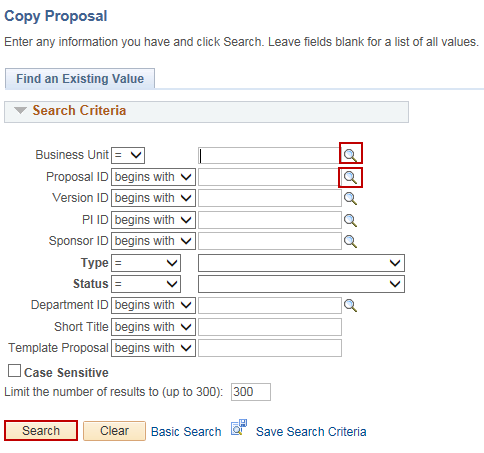 Copy Proposal
Enter any information you have and click Search. Leave fields blank for a list of all values.
Find an Existing Value
Search Criteria
Business Unit =
Proposal ID begins with
Version ID begins with
PI ID begins with
Sponsor ID begins with
Type =
Status =
Department ID begins with
Short Title begins with
Template Proposal begins with
Case Sensitive
Limit the number of results to (up to 300): 300
Search Clear Basic Search Save Search Criteria